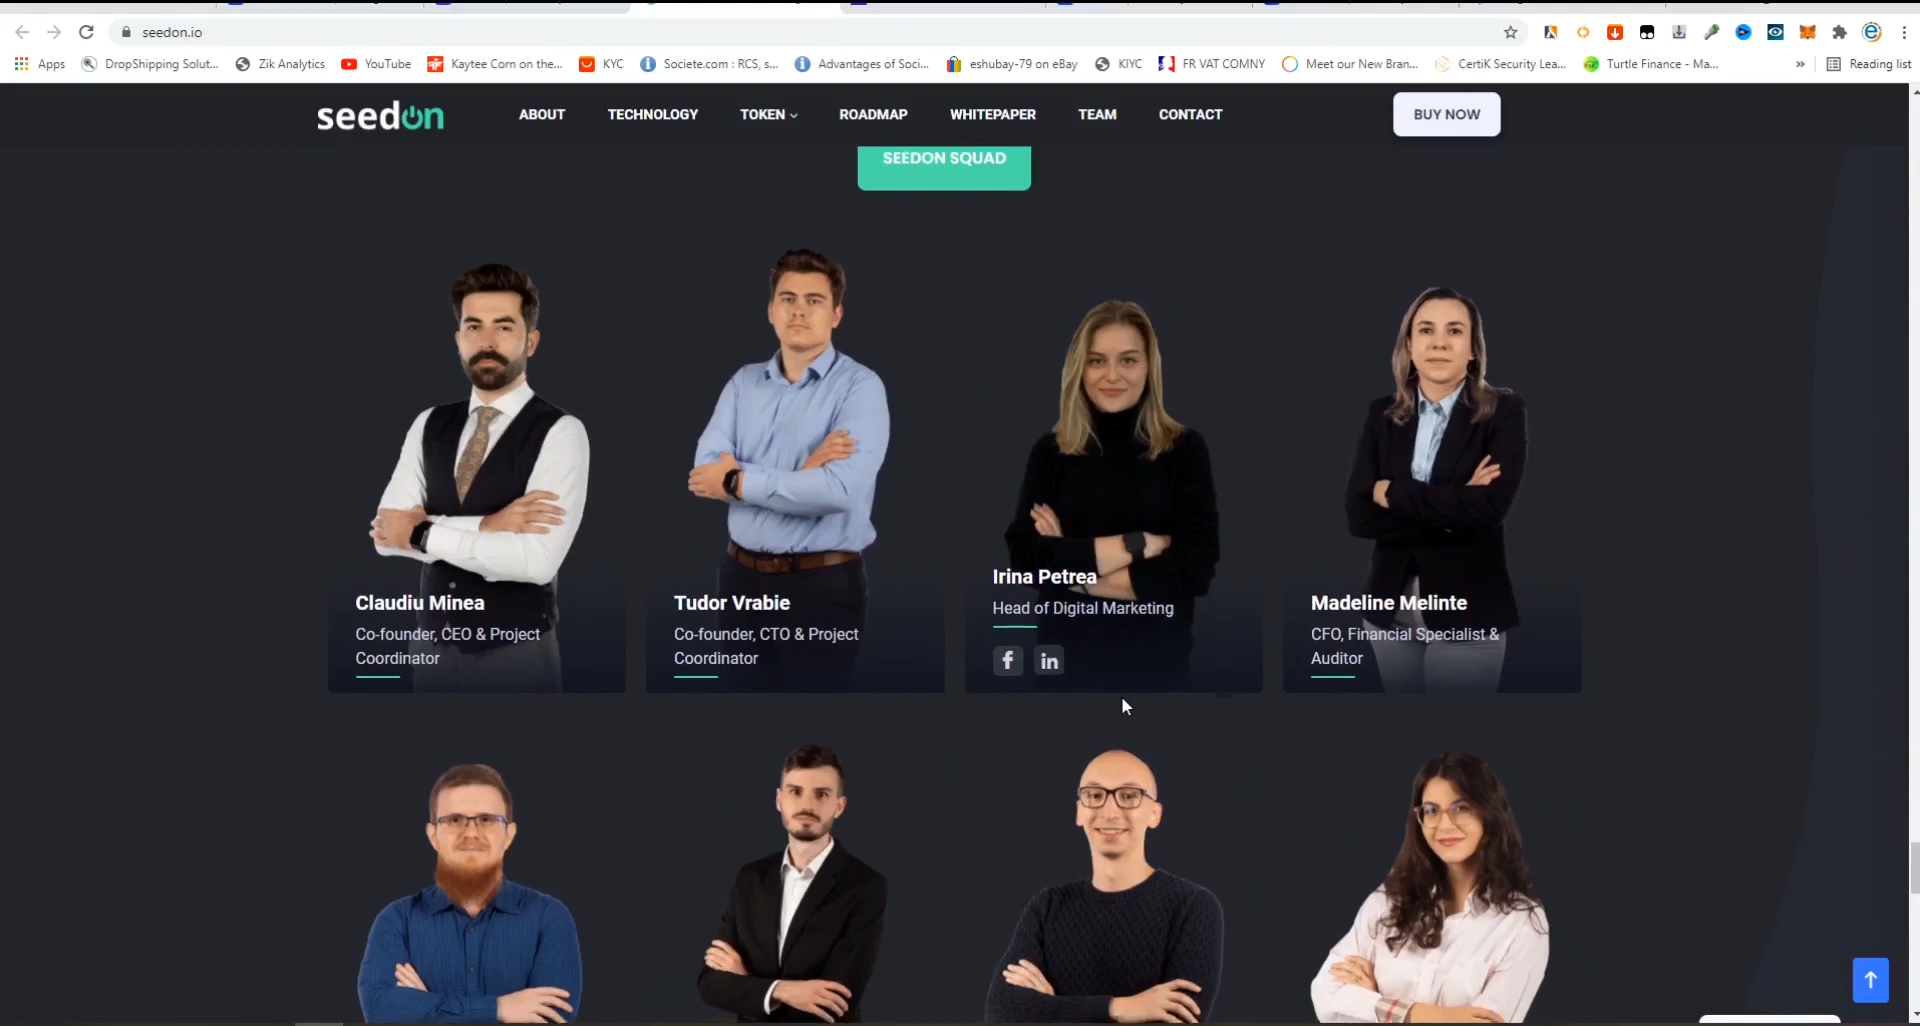 seedon.io
Apps
DropShipping Solut...
Zik Analytics
YouTube
Kaytee Corn on the...
KYC
Societe.com : RCS, s...
Advantages of Soci...
eshubay-79 on eBay
KIYC
FR VAT COMNY
Meet our New Bran...
CertiK Security Lea...
Turtle Finance - Ma...
»
Reading list
seedon
ABOUT
TECHNOLOGY
TOKEN
ROADMAP
WHITEPAPER
TEAM
CONTACT
BUY NOW
SEEDON SQUAD
Claudiu Minea
Co-founder, CEO & Project
Coordinator
Tudor Vrabie
Co-founder, CTO & Project
Coordinator
Irina Petrea
Head of Digital Marketing
f
in
Madeline Melinte
CFO, Financial Specialist &
Auditor